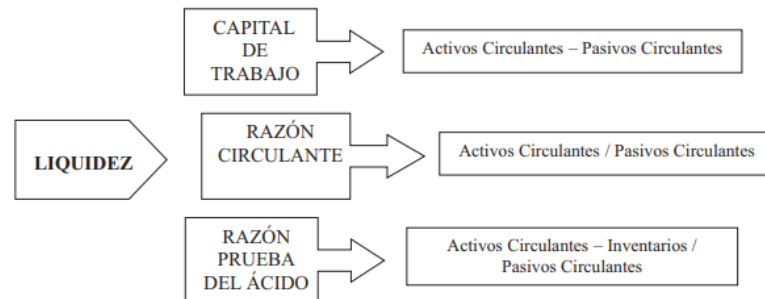 CAPITAL
DE
TRABAJO
Activos Circulantes – Pasivos Circulantes
LIQUIDEZ
RAZÓN
CIRCULANTE
Activos Circulantes / Pasivos Circulantes
RAZÓN
PRUEBA
DEL ÁCIDO
Activos Circulantes – Inventarios /
Pasivos Circulantes